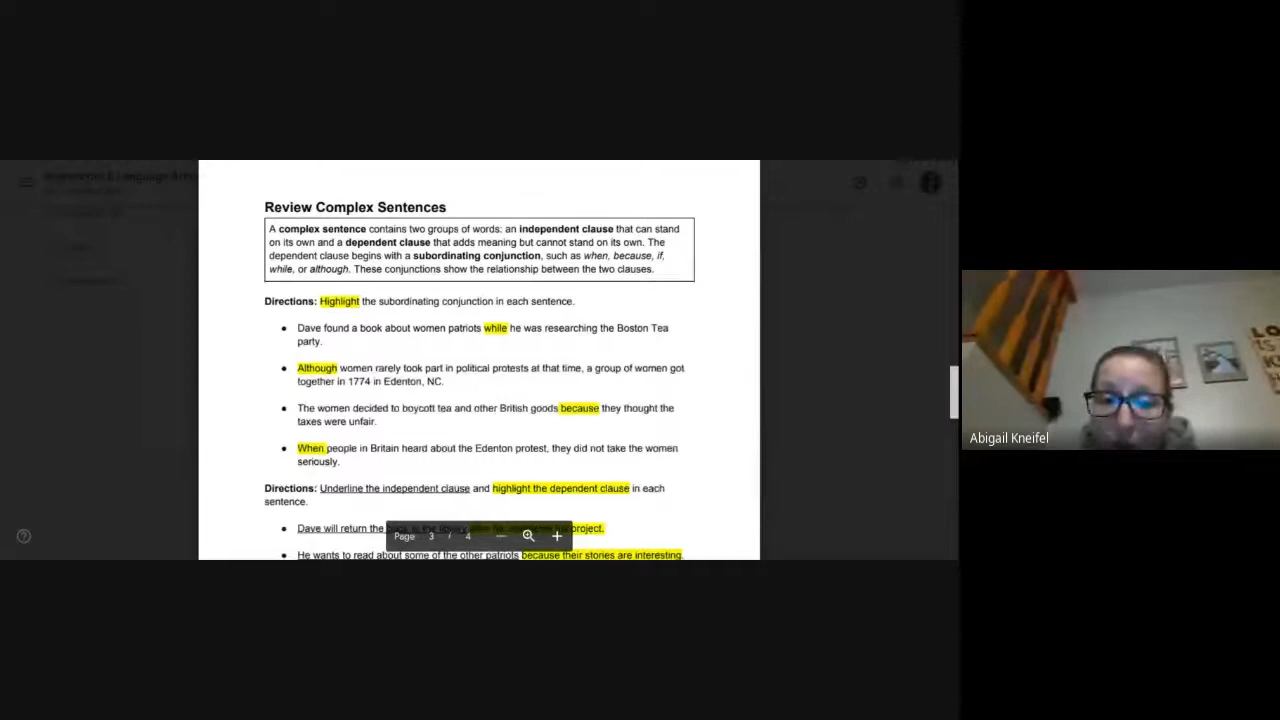 Review Complex Sentences
A complex sentence contains two groups of words: an independent clause that can stand
on its own and a dependent clause that adds meaning but cannot stand on its own. The
dependent clause begins with a subordinating conjunction, such as when, because, if,
while, or although. These conjunctions show the relationship between the two clauses.
Directions: Highlight the subordinating conjunction in each sentence.
● Dave found a book about women patriots while he was researching the Boston Tea
party.
● Although women rarely took part in political protests at that time, a group of women got
together in 1774 in Edenton, NC.
● The women decided to boycott tea and other British goods because they thought the
taxes were unfair.
● When people in Britain heard about the Edenton protest, they did not take the women
seriously.
Directions: Underline the independent clause and highlight the dependent clause in each
sentence.
● Dave will return the book to the library project.
Page 3 / 4
● He wants to read about some of the other patriots because their stories are interesting.
Abigail Kneifel